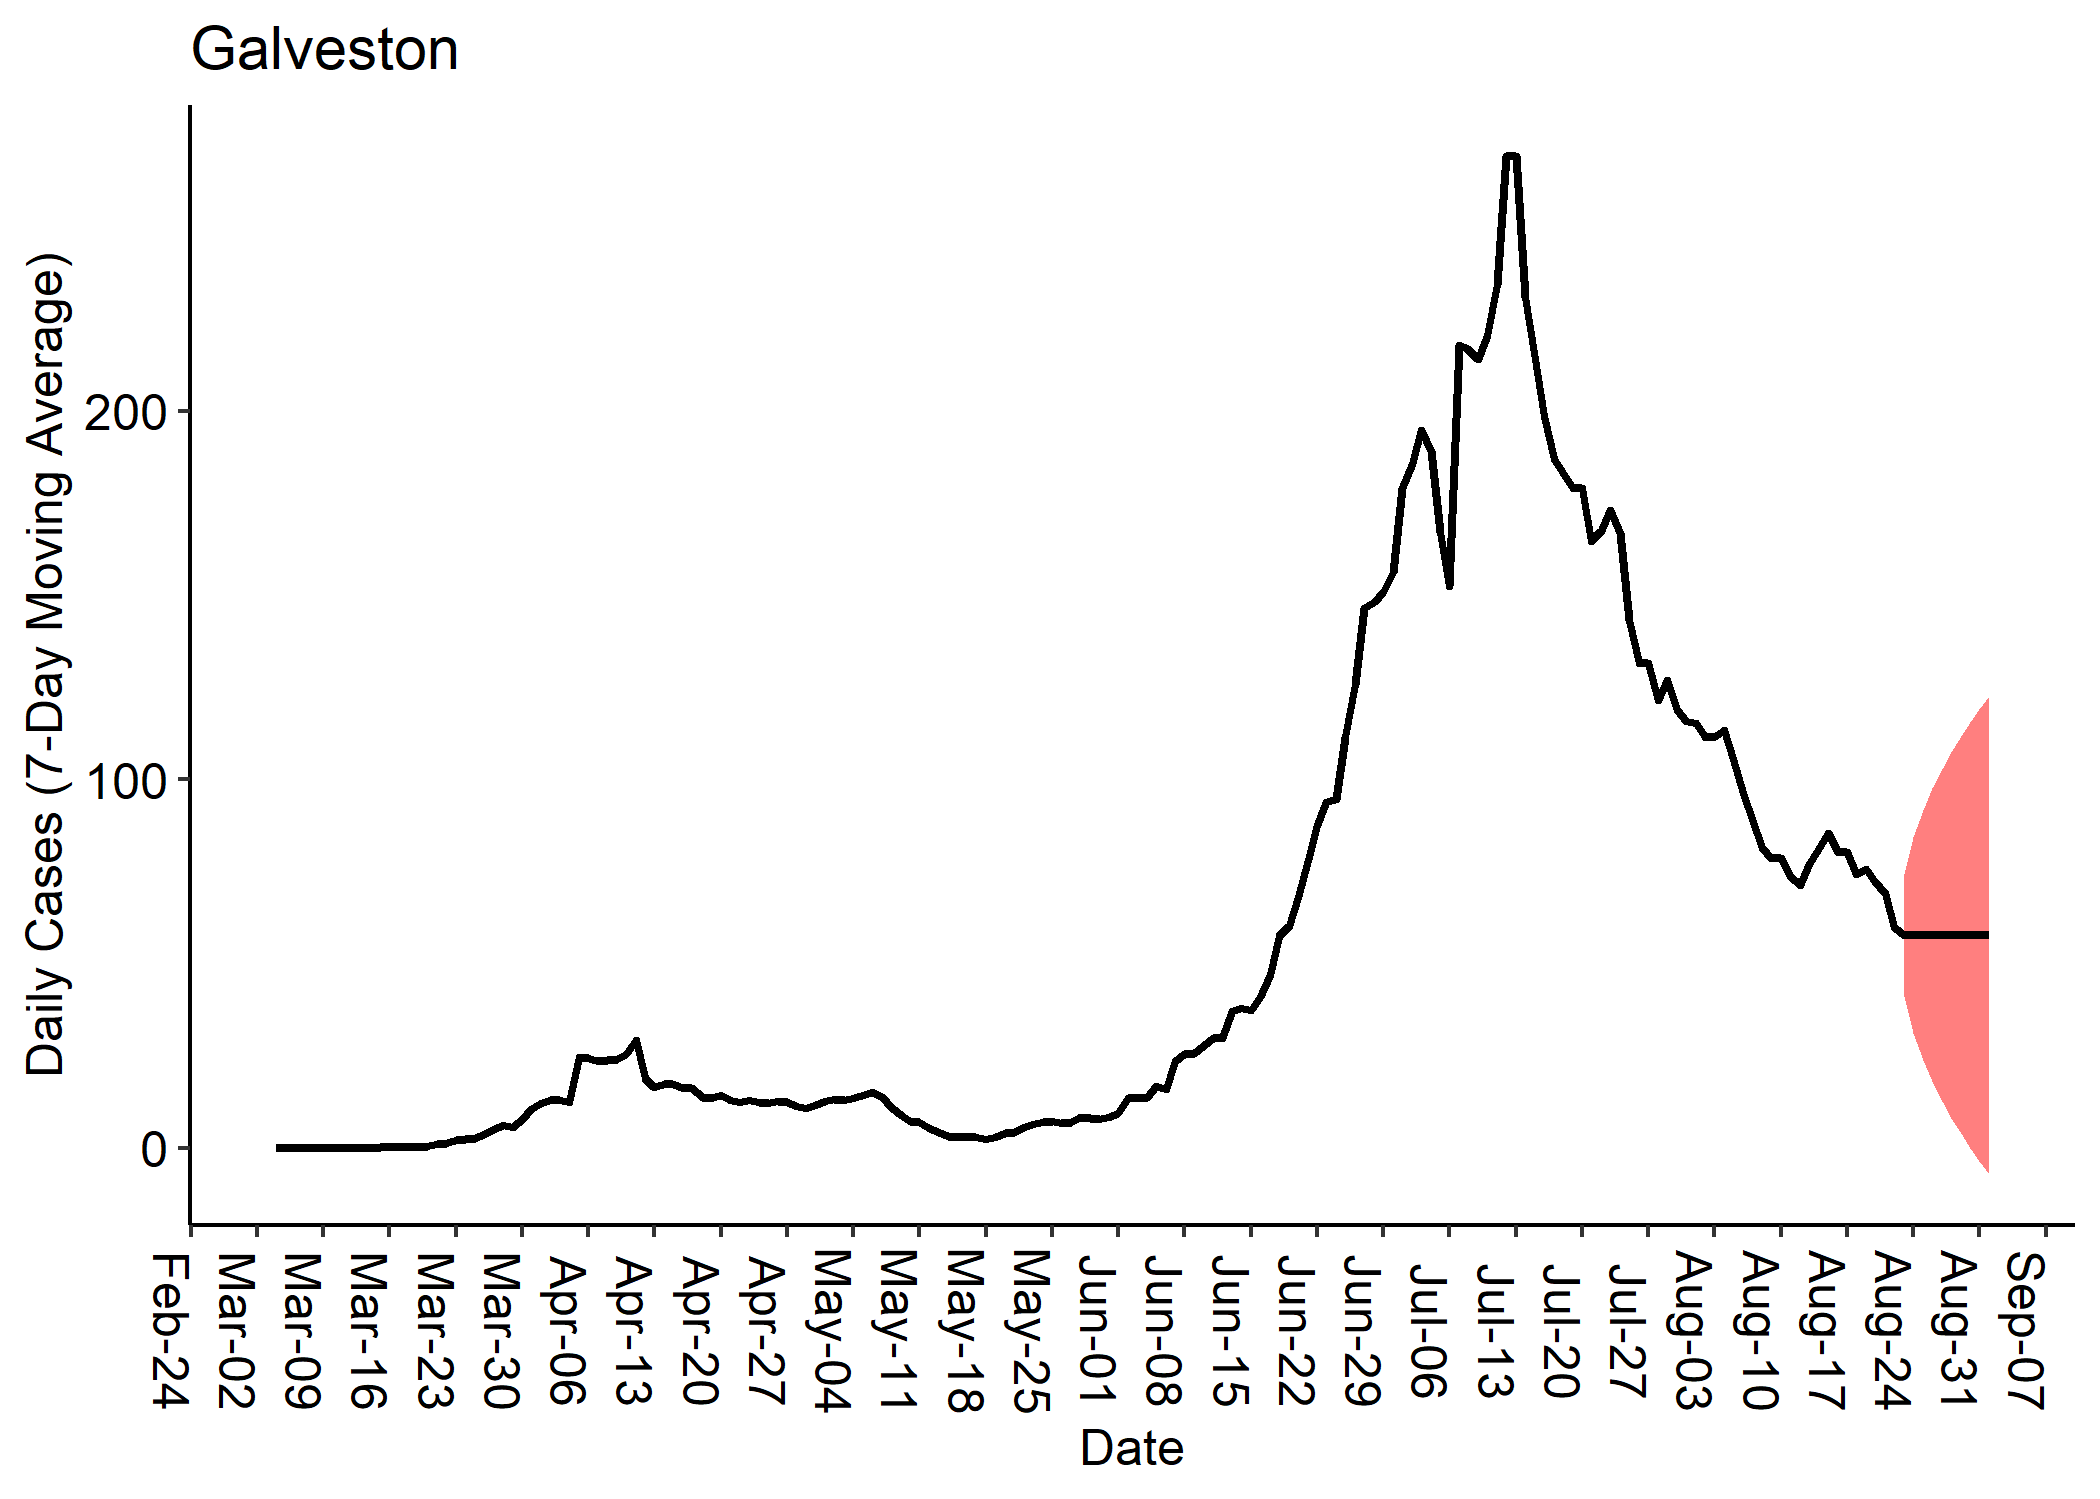 Galveston
Daily Cases (7-Day Moving Average)
200
100
0
Feb-24
Mar-02
Mar-09
Mar-16
Mar-23
Mar-30
Apr-06
Apr-13
Apr-20
Apr-27
May-04
May-11
May-18
May-25
Jun-01
Jun-08
Jun-15
Jun-22
Jun-29
Jul-06
Jul-13
Jul-20
Jul-27
Aug-03
Aug-10
Aug-17
Aug-24
Aug-31
Sep-07
Date